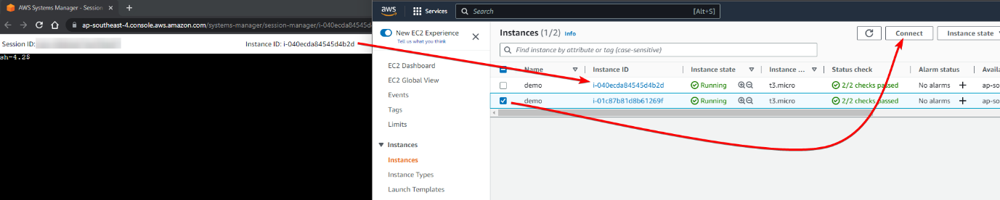 AWS Systems Manager - Session
ap-southeast-4.console.aws.amazon.com/systems-manager/session-manager/i-040ecda84545d4
Session ID:
Instance ID: i-040ecda84545d4b2d
sh-4.2$
aws
Services
Search
[Alt+S]
New EC2 Experience
Tell us what you think
EC2 Dashboard
EC2 Global View
Events
Tags
Limits
Instances
Instances
Instance Types
Launch Templates
Instances (1/2) Info
Connect
Instance state
Find instance by attribute or tag (case-sensitive)
Name Instance ID Instance state Instance ... Status check Alarm status Availa
demo i-040ecda84545d4b2d Running t3.micro 2/2 checks passed No alarms + ap-so
demo i-01c87b81d8b61269f Running t3.micro 2/2 checks passed No alarms + ap-so